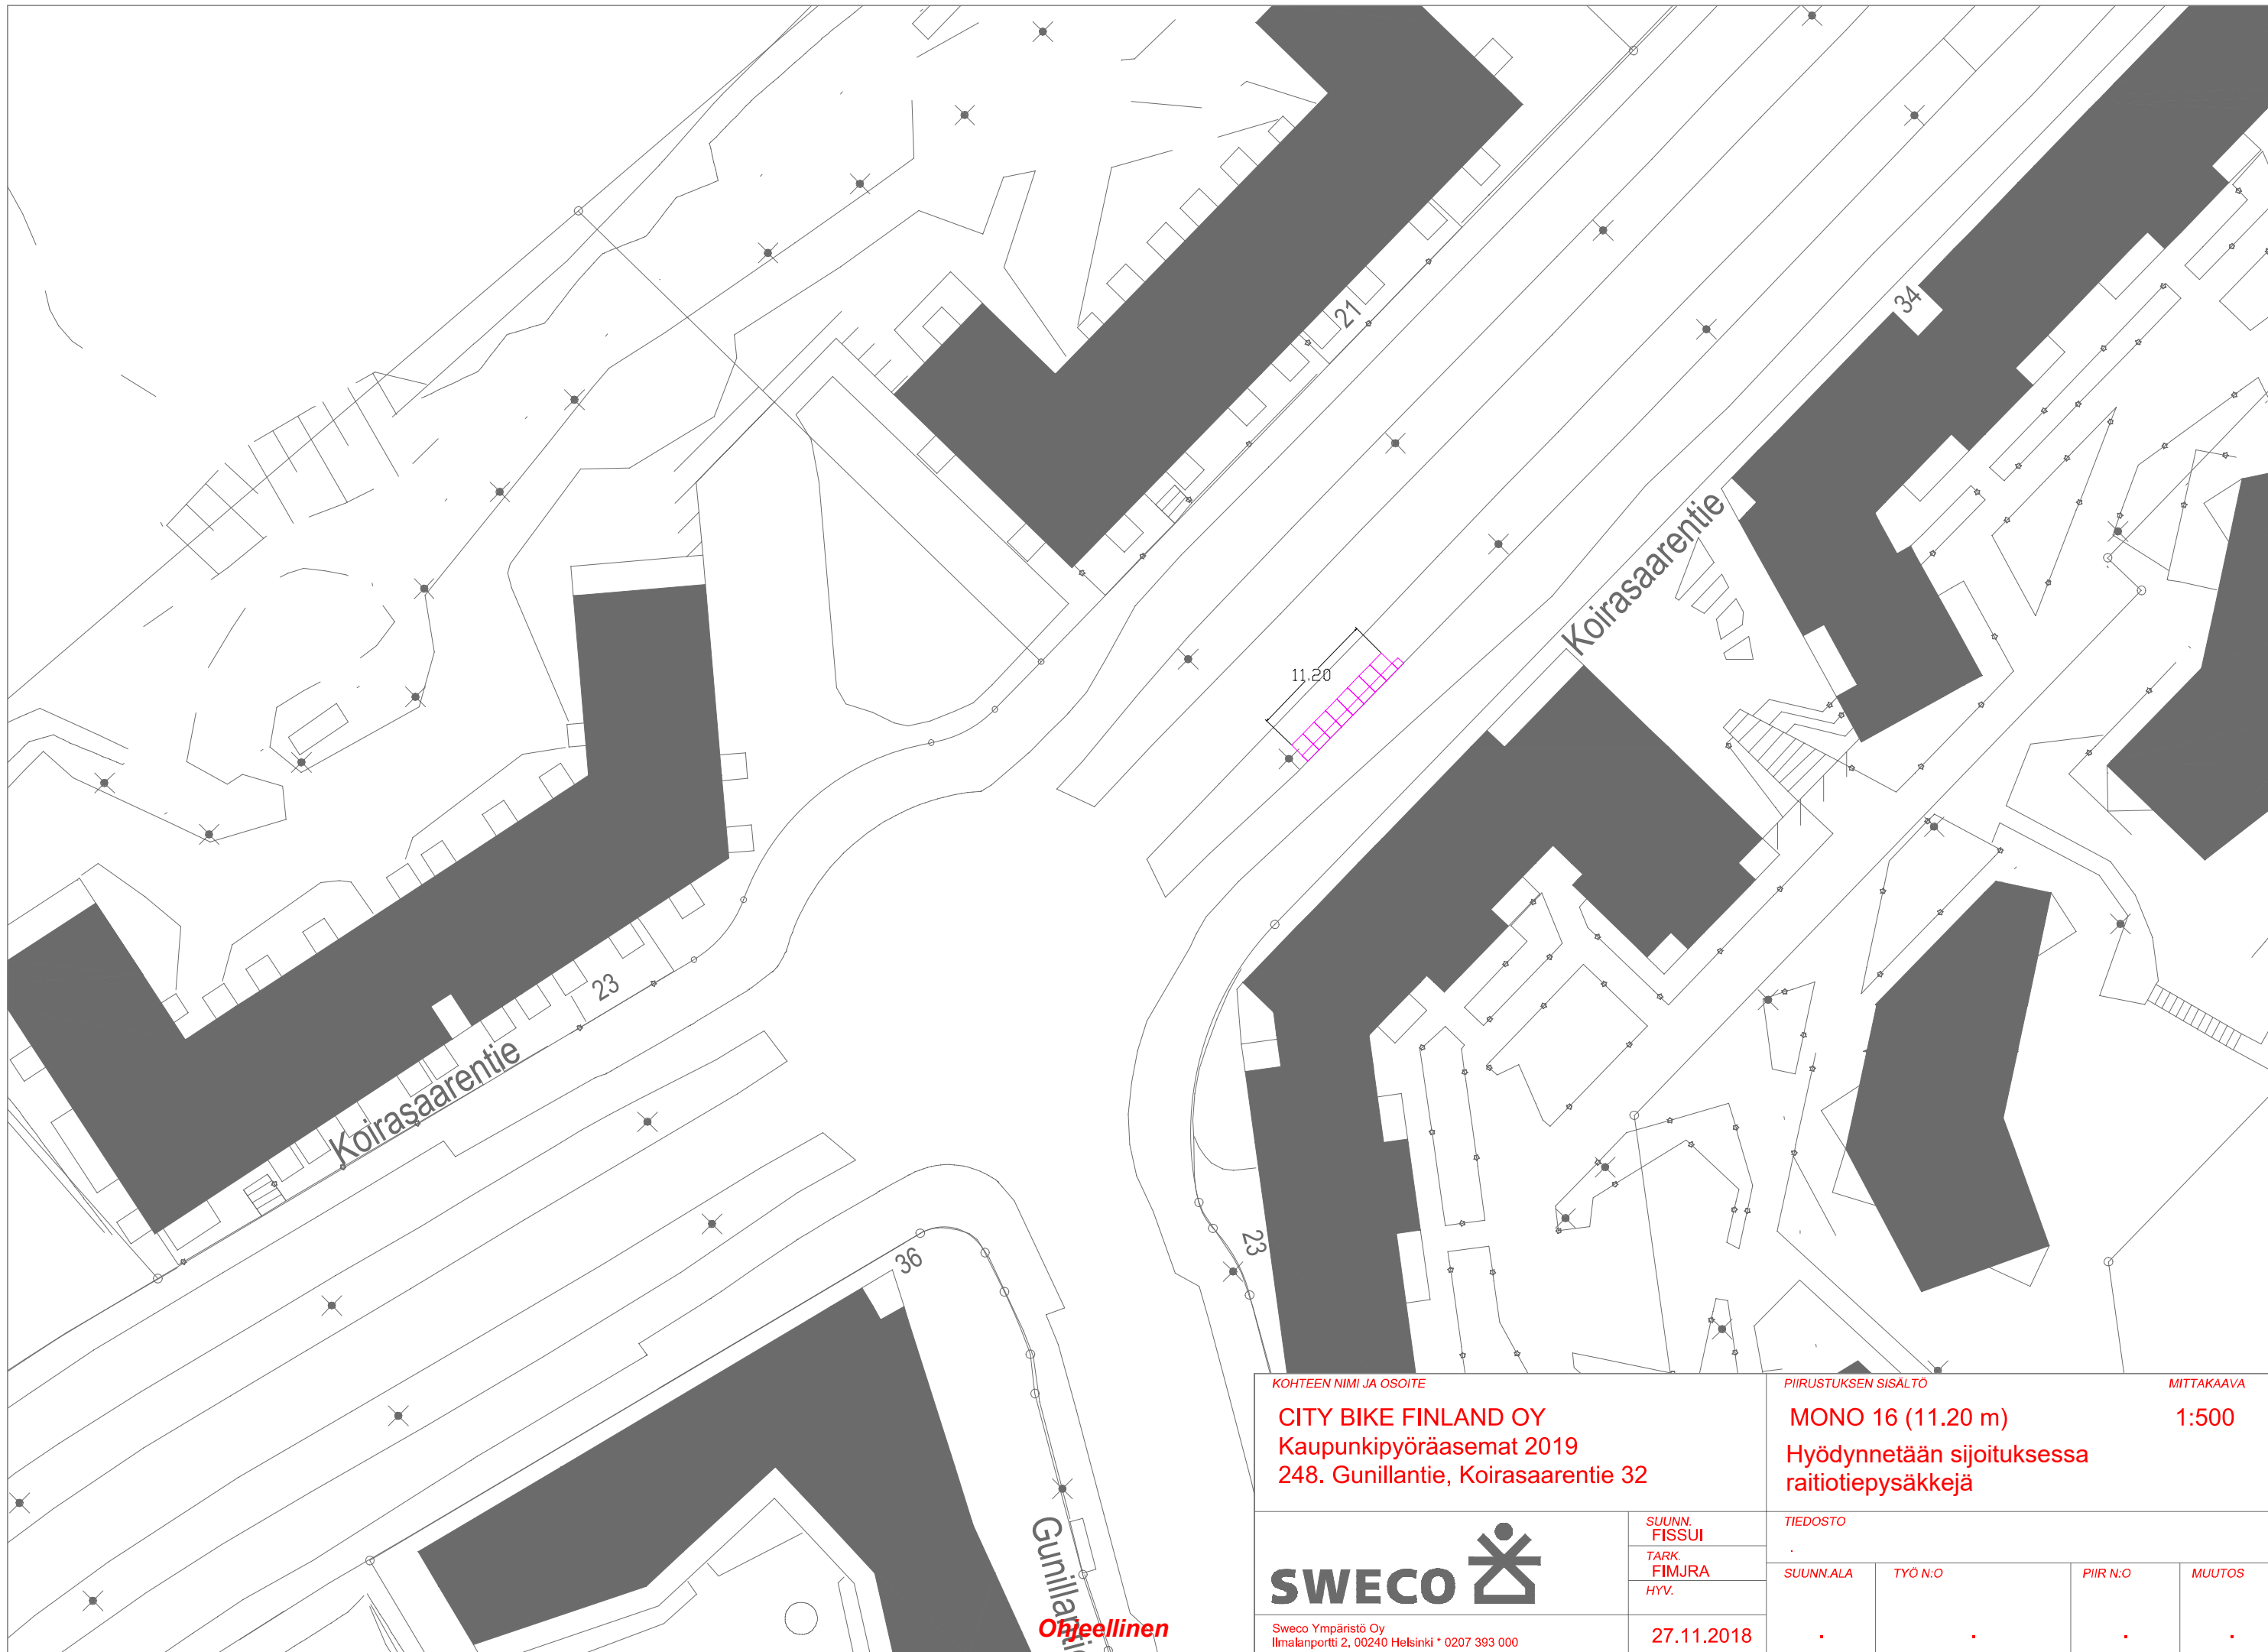 21
34
Koirasaarentie
11.20
23
Koirasaarentie
23
36
Gunillantie
Ohjeellinen
KOHTEEN NIMI JA OSOITE
CITY BIKE FINLAND OY
Kaupunkipyöräasemat 2019
248. Gunillantie, Koirasaarentie 32
PIIRUSTUKSEN SISÄLTÖ
MITTAKAAVA
MONO 16 (11.20 m)
1:500
Hyödynnetään sijoituksessa
raitiotiepysäkkejä
SWECO
SUUNN.
FISSUI
TARK.
FIMJRA
HYV.
TIEDOSTO
.
SUUNN.ALA
TYÖ N:O
PIIR N:O
MUUTOS
Sweco Ympäristö Oy
Ilmalanportti 2, 00240 Helsinki * 0207 393 000
27.11.2018
. . . .